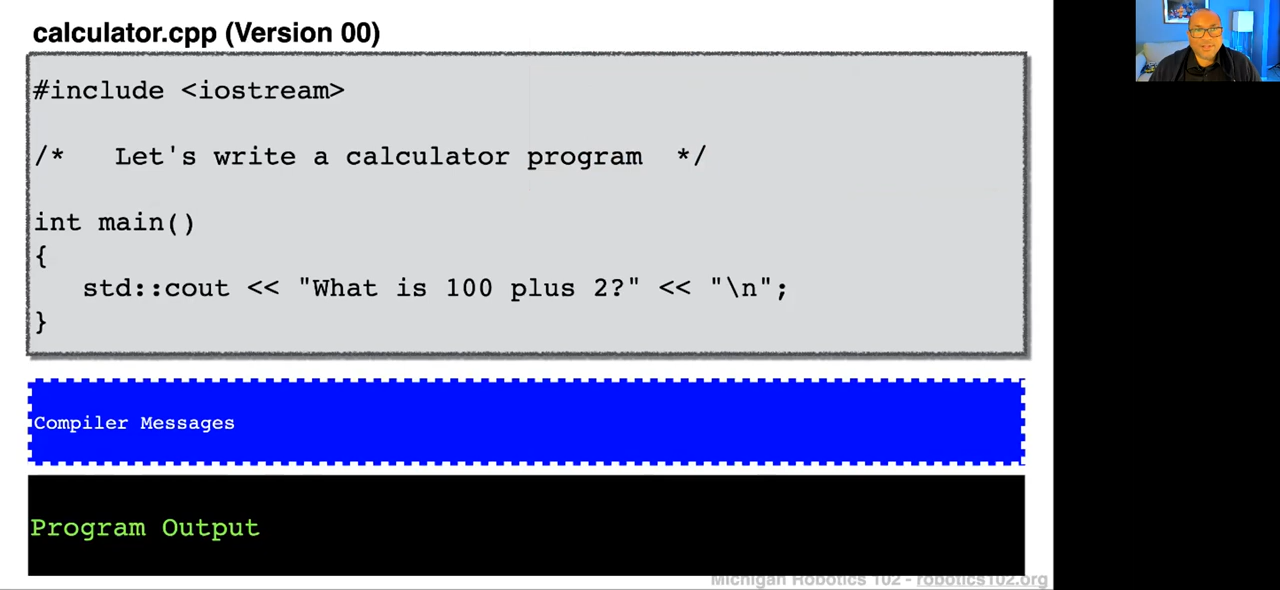 calculator.cpp (Version 00)
#include <iostream>
/*   Let's write a calculator program  */
int main()
{
   std::cout << "What is 100 plus 2?" << "\n";
}
Compiler Messages
Program Output
Michigan Robotics 102 - robotics102.org